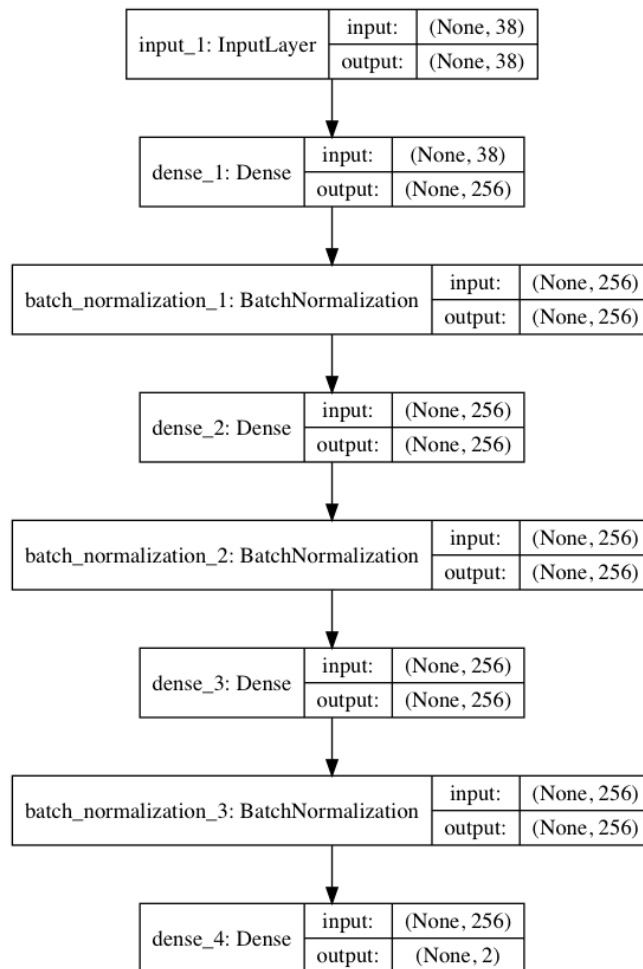 input_1: InputLayer
input: (None, 38)
output: (None, 38)
dense_1: Dense
input: (None, 38)
output: (None, 256)
batch_normalization_1: BatchNormalization
input: (None, 256)
output: (None, 256)
dense_2: Dense
input: (None, 256)
output: (None, 256)
batch_normalization_2: BatchNormalization
input: (None, 256)
output: (None, 256)
dense_3: Dense
input: (None, 256)
output: (None, 256)
batch_normalization_3: BatchNormalization
input: (None, 256)
output: (None, 256)
dense_4: Dense
input: (None, 256)
output: (None, 2)